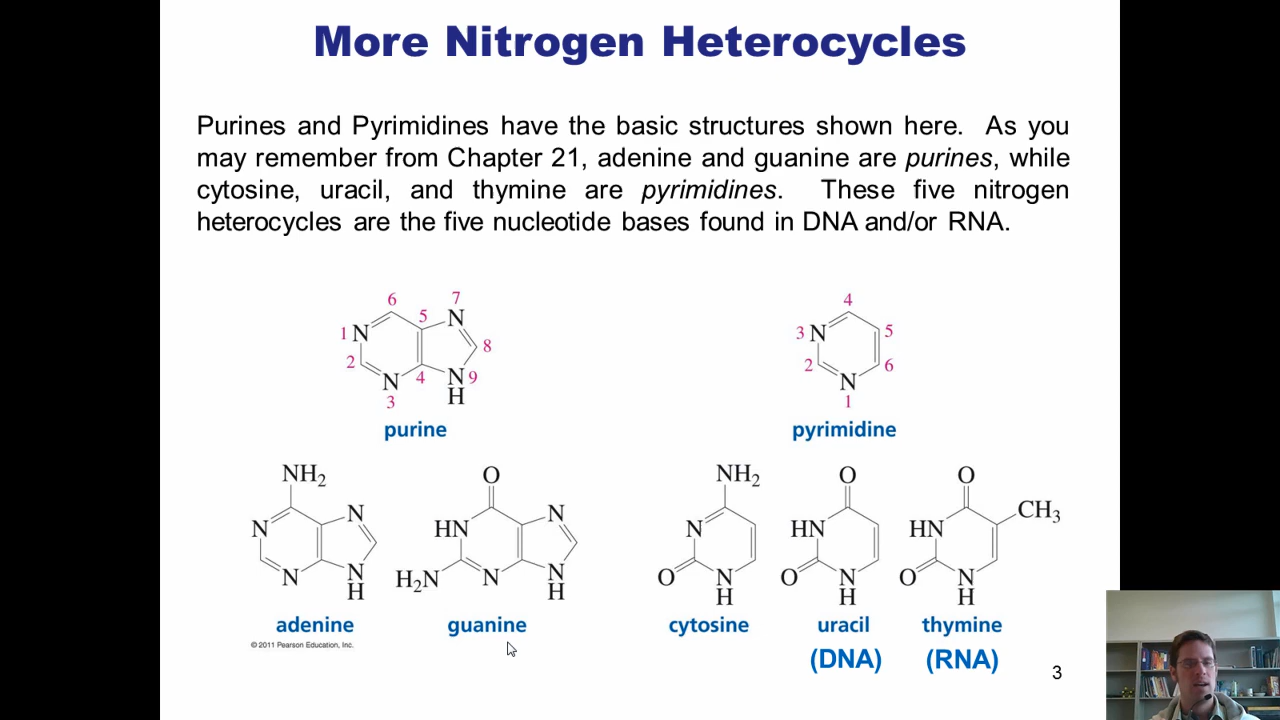 More Nitrogen Heterocycles
Purines and Pyrimidines have the basic structures shown here. As you
may remember from Chapter 21, adenine and guanine are purines, while
cytosine, uracil, and thymine are pyrimidines. These five nitrogen
heterocycles are the five nucleotide bases found in DNA and/or RNA.
6 7
1 N 5 N
2 8
N 4 N 9
3 H
purine
4
3 N 5
2 6
N
1
pyrimidine
NH2
N N
N N
H
adenine
O
HN N
H2N N N
H
guanine
NH2
N
O N
H
cytosine
O
HN
O N
H
uracil
(DNA)
O
CH3
HN
O N
H
thymine
(RNA)
© 2011 Pearson Education, Inc.
3